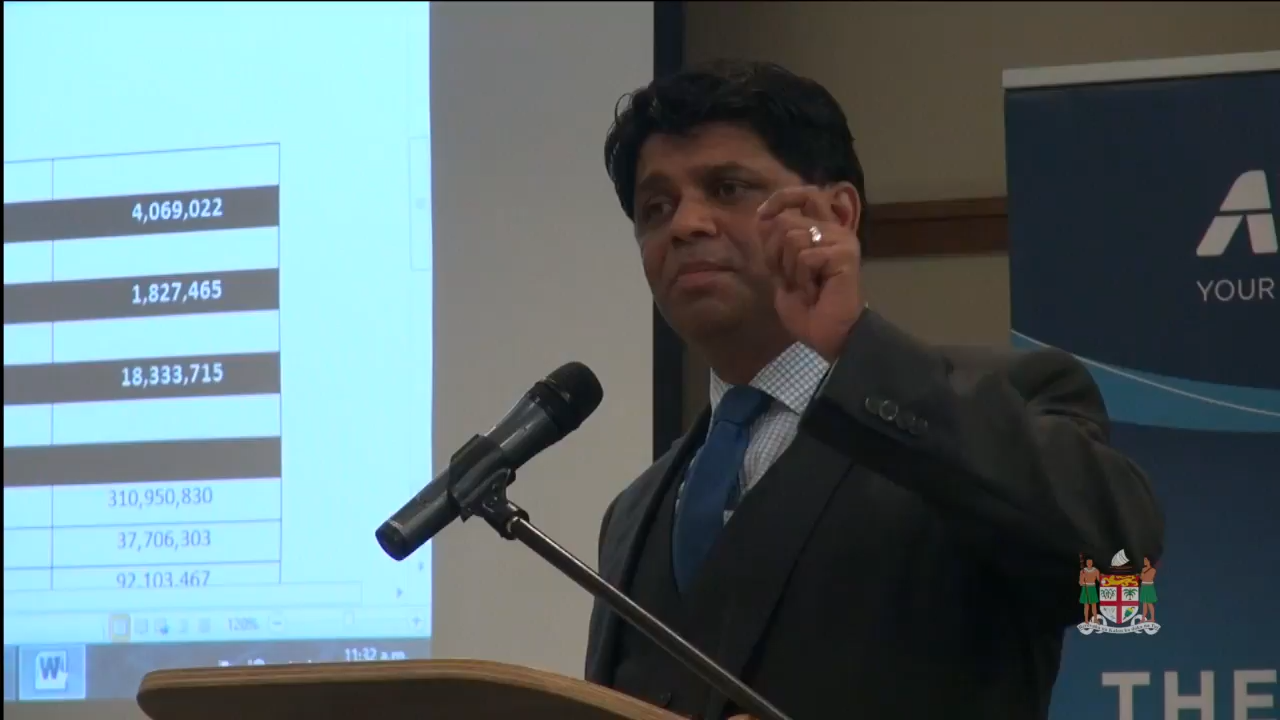 4,069,022
1,827,465
18,333,715
310,950,830
37,706,303
92,103,467
120%
11:32 a.m.
W
A
YOUR
THE